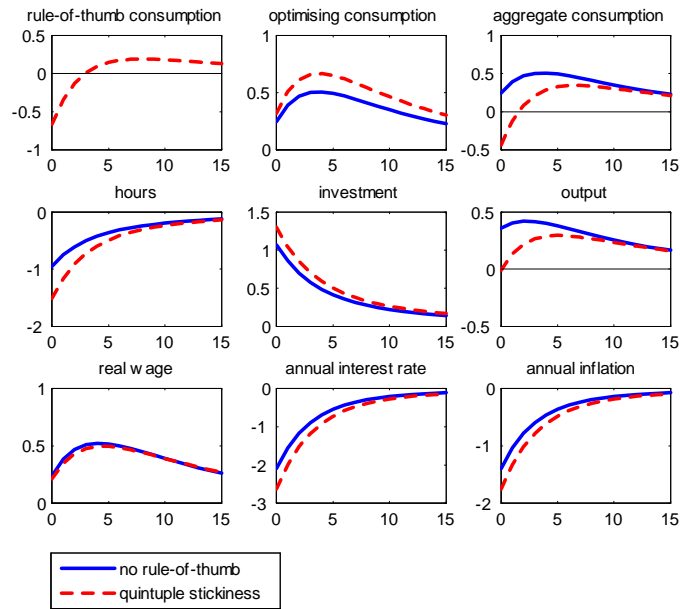 rule-of-thumb consumption optimising consumption aggregate consumption
0.5 1 1
0 0.5 0.5
-0.5 0 0
-1 -0.5
0 5 10 15 0 5 10 15 0 5 10 15
hours investment output
0 1.5 0.5
-1 1 0
-2 0.5 -0.5
0
0 5 10 15 0 5 10 15 0 5 10 15
real wage annual interest rate annual inflation
1 0 0
0.5 -1 -1
0 -2 -2
-3
0 5 10 15 0 5 10 15 0 5 10 15
no rule-of-thumb
quintuple stickiness